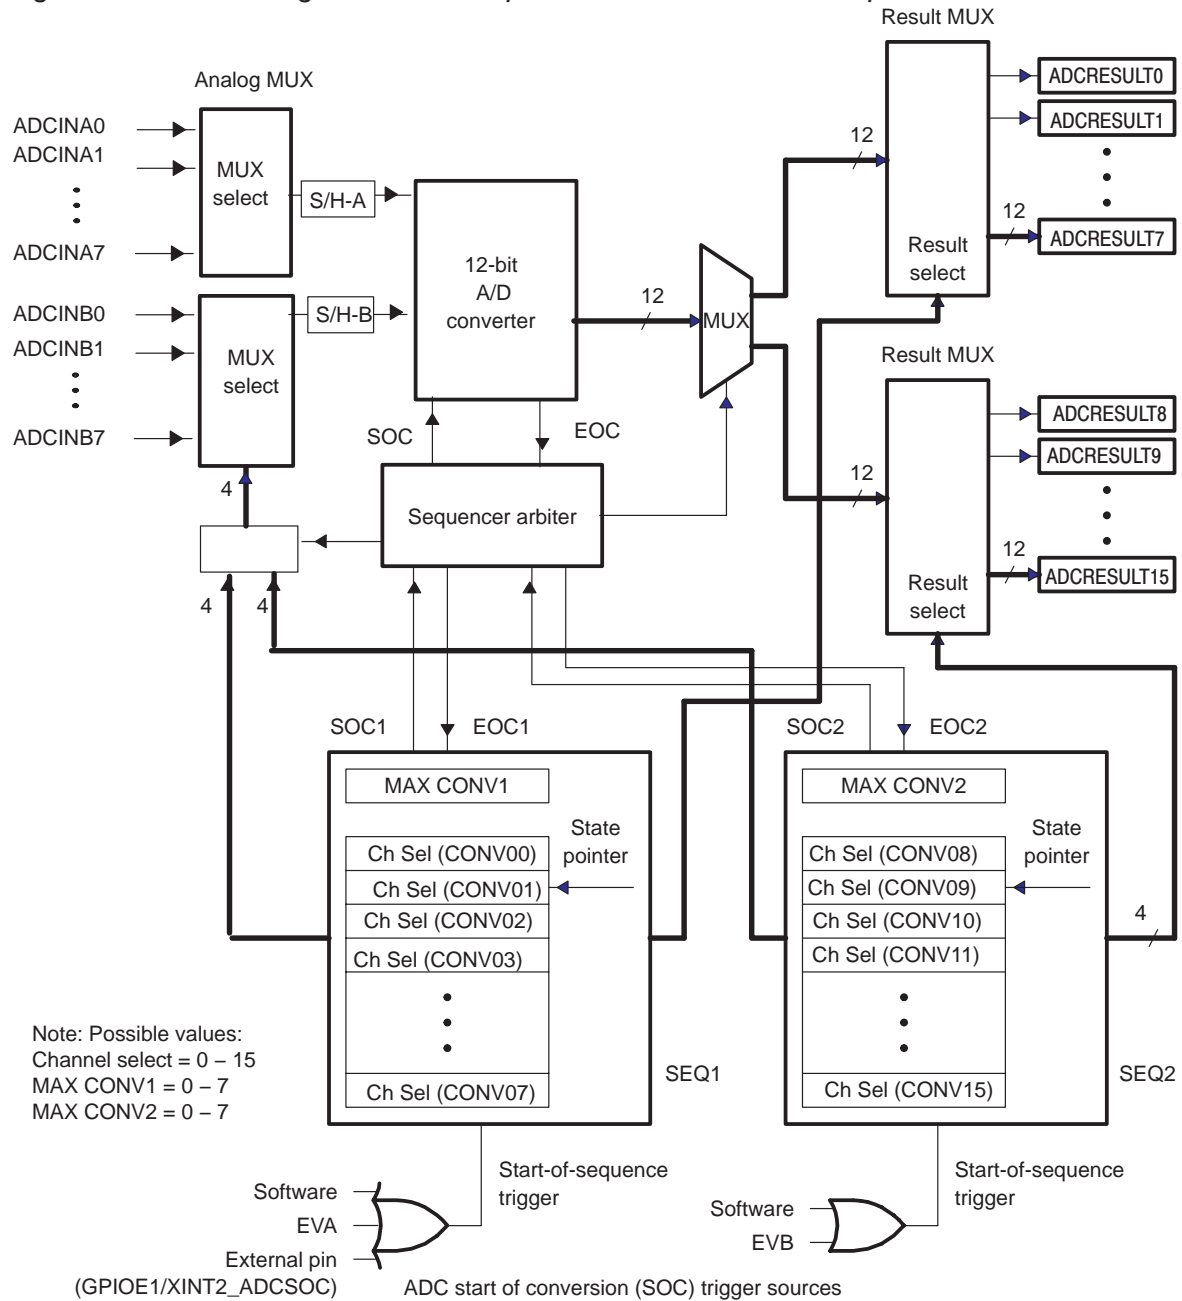 Result MUX
Analog MUX
ADCINA0
ADCINA1
ADCINA7
MUX
select
S/H-A
ADCINB0
ADCINB1
ADCINB7
MUX
select
S/H-B
12-bit
A/D
converter
12
MUX
12
Result
select
ADCRESULT0
ADCRESULT1
12
ADCRESULT7
Result MUX
12
Result
select
ADCRESULT8
ADCRESULT9
12
ADCRESULT15
SOC
EOC
Sequencer arbiter
4
4
4
SOC1
EOC1
SOC2
EOC2
MAX CONV1
State
pointer
Ch Sel (CONV00)
Ch Sel (CONV01)
Ch Sel (CONV02)
Ch Sel (CONV03)
Ch Sel (CONV07)
SEQ1
MAX CONV2
State
pointer
Ch Sel (CONV08)
Ch Sel (CONV09)
Ch Sel (CONV10)
Ch Sel (CONV11)
Ch Sel (CONV15)
4
SEQ2
Note: Possible values:
Channel select = 0 – 15
MAX CONV1 = 0 – 7
MAX CONV2 = 0 – 7
Start-of-sequence
trigger
Software
EVA
External pin
(GPIOE1/XINT2_ADCSOC)
Start-of-sequence
trigger
Software
EVB
ADC start of conversion (SOC) trigger sources